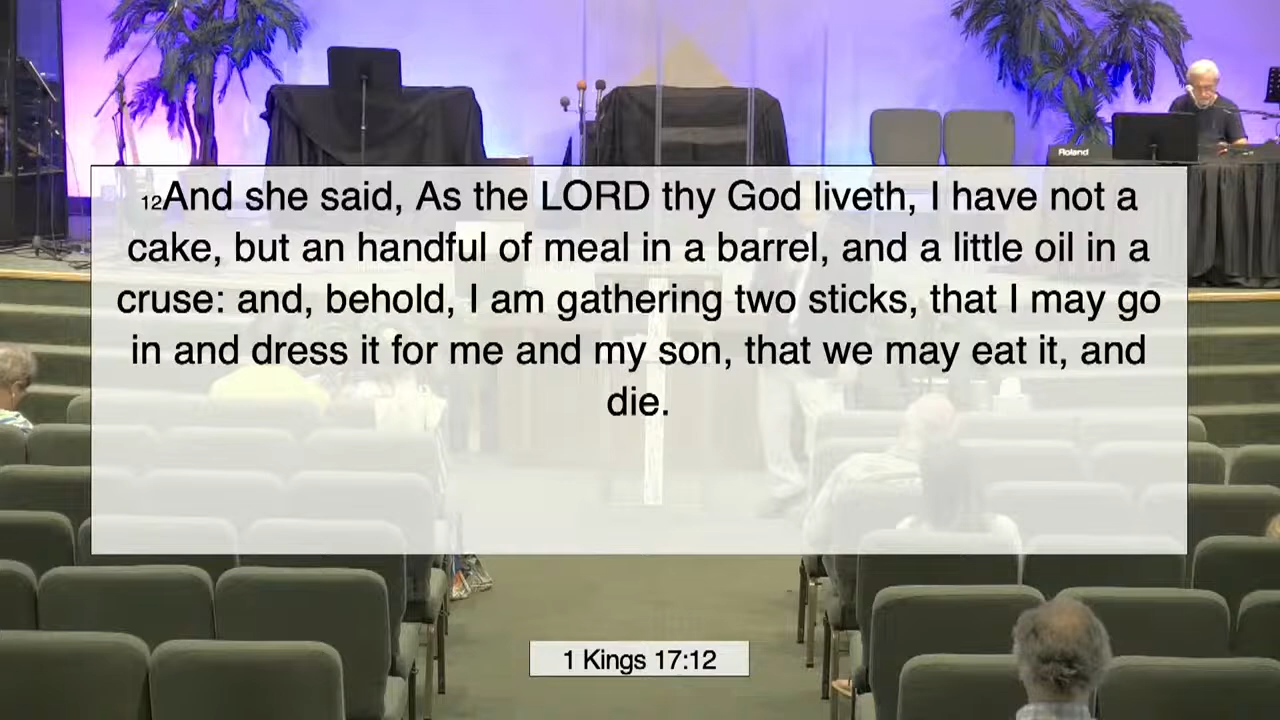 Roland
12And she said, As the LORD thy God liveth, I have not a
cake, but an handful of meal in a barrel, and a little oil in a
cruse: and, behold, I am gathering two sticks, that I may go
in and dress it for me and my son, that we may eat it, and
die.
1 Kings 17:12